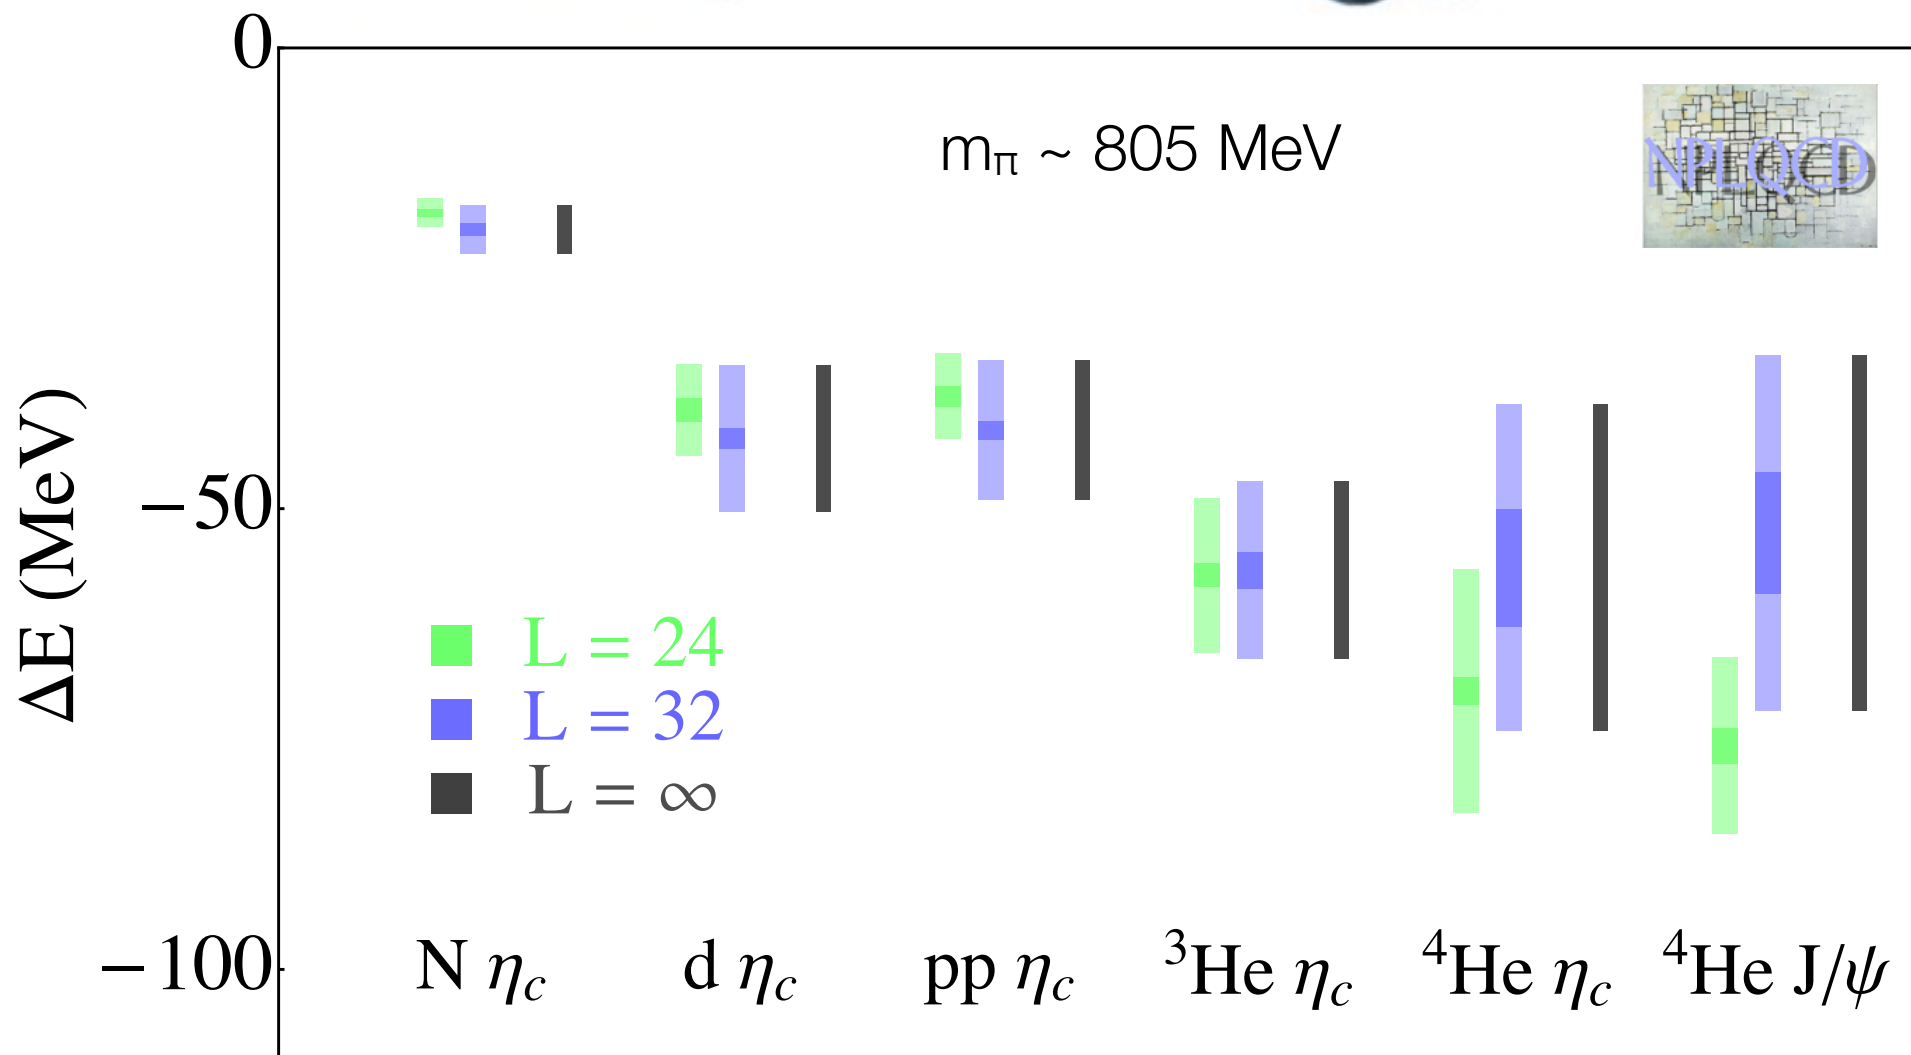 0
m_π ~ 805 MeV
NPLQCD
ΔE (MeV)
−50
L = 24
L = 32
L = ∞
−100
N η_c
d η_c
pp η_c
³He η_c
⁴He η_c
⁴He J/ψ